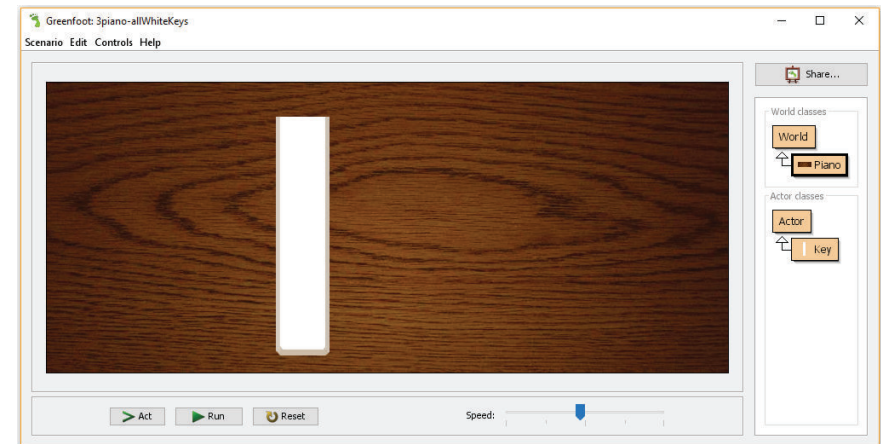 Greenfoot: 3piano-allWhiteKeys
Scenario Edit Controls Help
Share...
World classes
World
Piano
Actor classes
Actor
Key
Act Run Reset Speed: